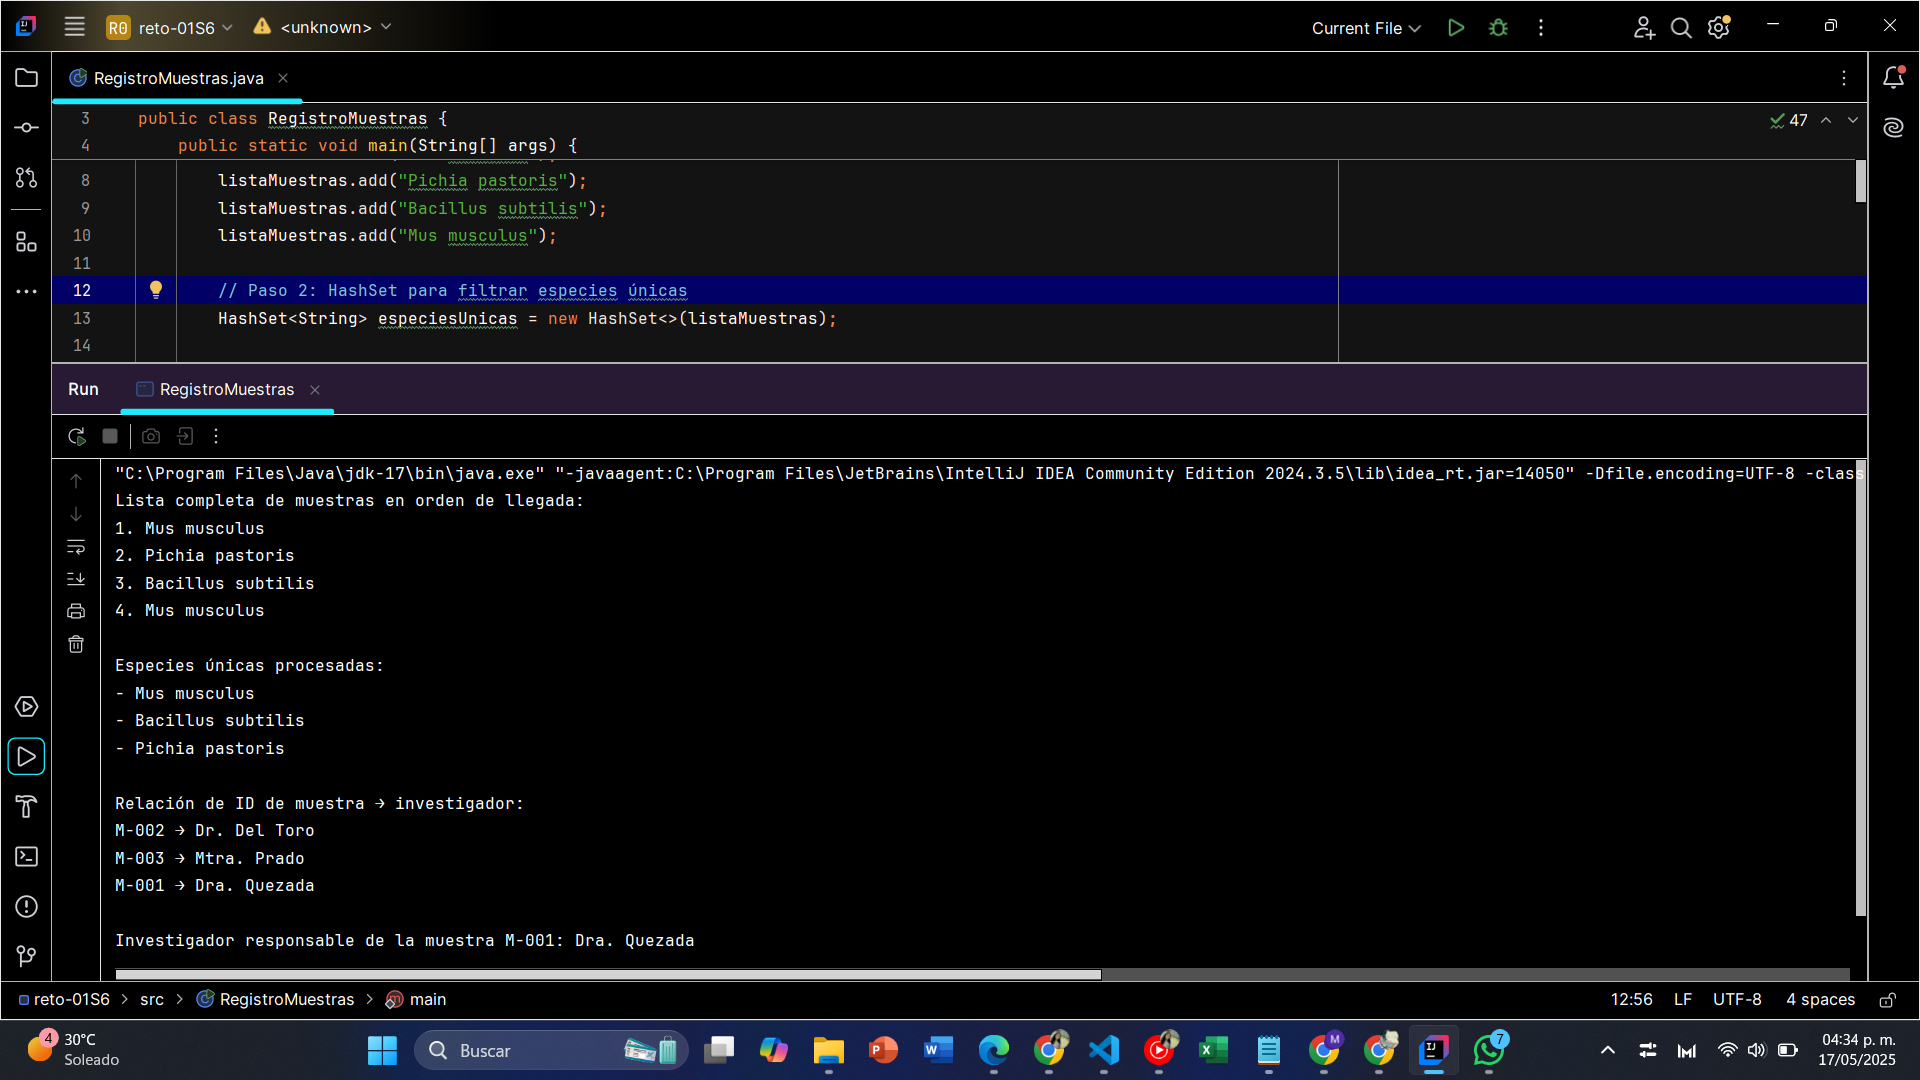 R0 reto-01S6 <unknown> Current File
RegistroMuestras.java
3 public class RegistroMuestras {
47
4 public static void main(String[] args) {
8 listaMuestras.add("Pichia pastoris");
9 listaMuestras.add("Bacillus subtilis");
10 listaMuestras.add("Mus musculus");
11
12 // Paso 2: HashSet para filtrar especies únicas
13 HashSet<String> especiesUnicas = new HashSet<>(listaMuestras);
14
Run RegistroMuestras
"C:\Program Files\Java\jdk-17\bin\java.exe" "-javaagent:C:\Program Files\JetBrains\IntelliJ IDEA Community Edition 2024.3.5\lib\idea_rt.jar=14050" -Dfile.encoding=UTF-8 -class
Lista completa de muestras en orden de llegada:
1. Mus musculus
2. Pichia pastoris
3. Bacillus subtilis
4. Mus musculus
Especies únicas procesadas:
- Mus musculus
- Bacillus subtilis
- Pichia pastoris
Relación de ID de muestra → investigador:
M-002 → Dr. Del Toro
M-003 → Mtra. Prado
M-001 → Dra. Quezada
Investigador responsable de la muestra M-001: Dra. Quezada
reto-01S6 > src > RegistroMuestras > main 12:56 LF UTF-8 4 spaces
4 30°C
Soleado
Buscar
M
7
04:34 p. m.
17/05/2025